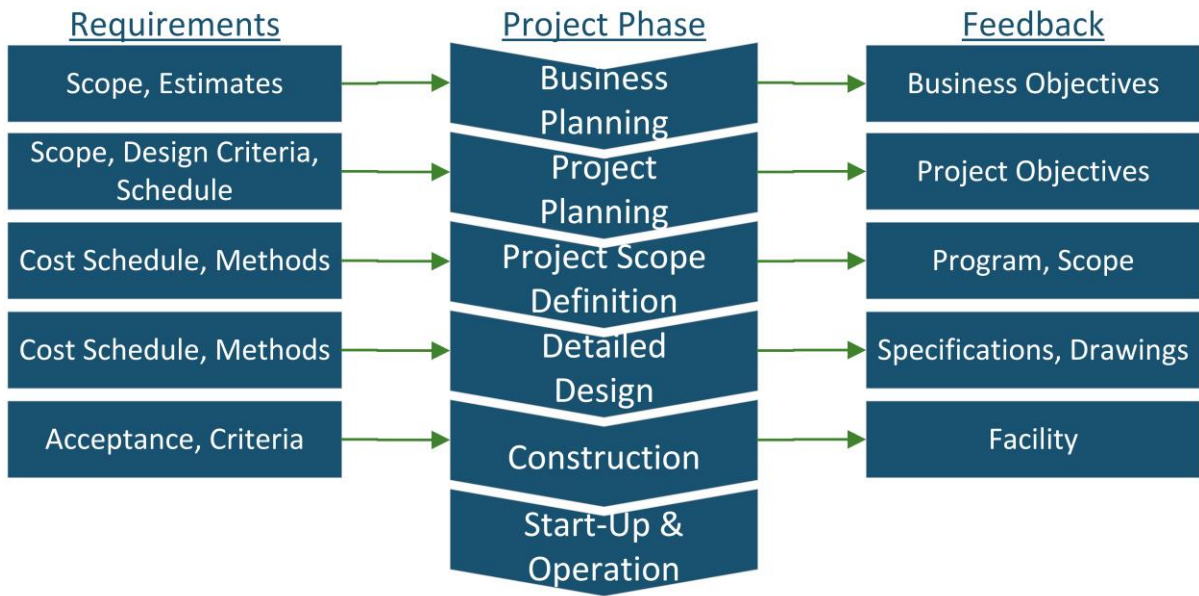 Requirements
Project Phase
Feedback
Scope, Estimates
Business
Planning
Business Objectives
Scope, Design Criteria,
Schedule
Project
Planning
Project Objectives
Cost Schedule, Methods
Project Scope
Definition
Program, Scope
Cost Schedule, Methods
Detailed
Design
Specifications, Drawings
Acceptance, Criteria
Construction
Facility
Start-Up &
Operation